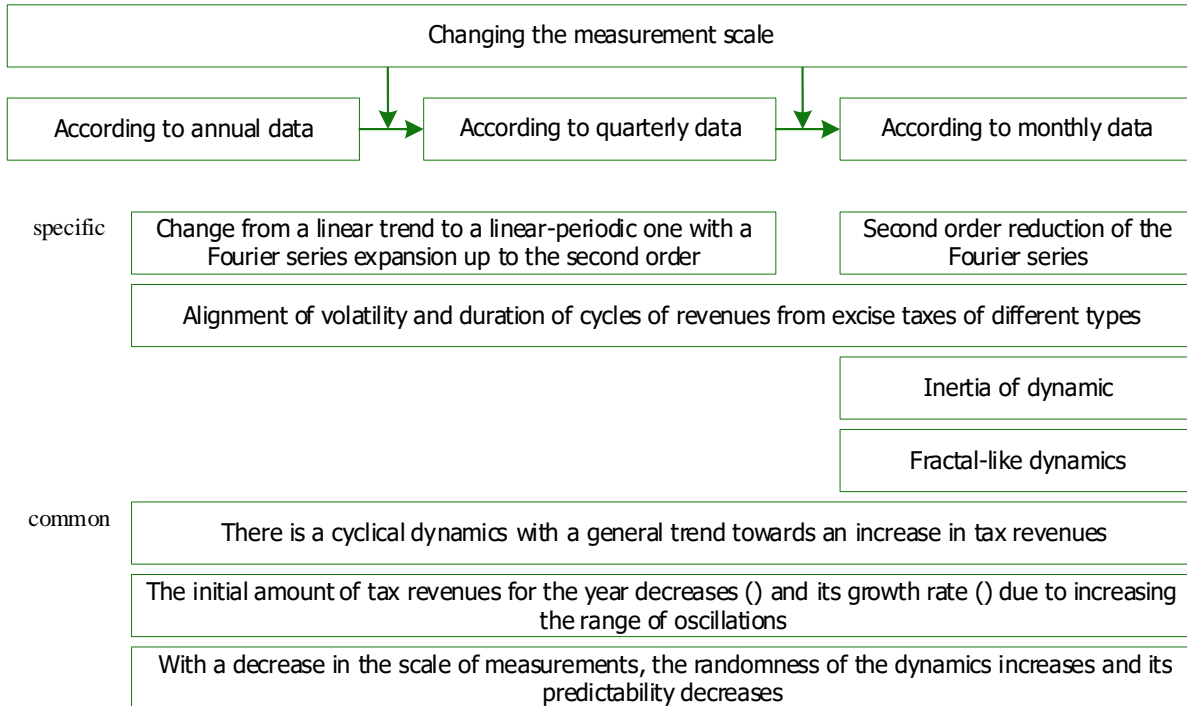 Changing the measurement scale
According to annual data
According to quarterly data
According to monthly data
specific
Change from a linear trend to a linear-periodic one with a
Fourier series expansion up to the second order
Second order reduction of the
Fourier series
Alignment of volatility and duration of cycles of revenues from excise taxes of different types
Inertia of dynamic
Fractal-like dynamics
common
There is a cyclical dynamics with a general trend towards an increase in tax revenues
The initial amount of tax revenues for the year decreases () and its growth rate () due to increasing
the range of oscillations
With a decrease in the scale of measurements, the randomness of the dynamics increases and its
predictability decreases